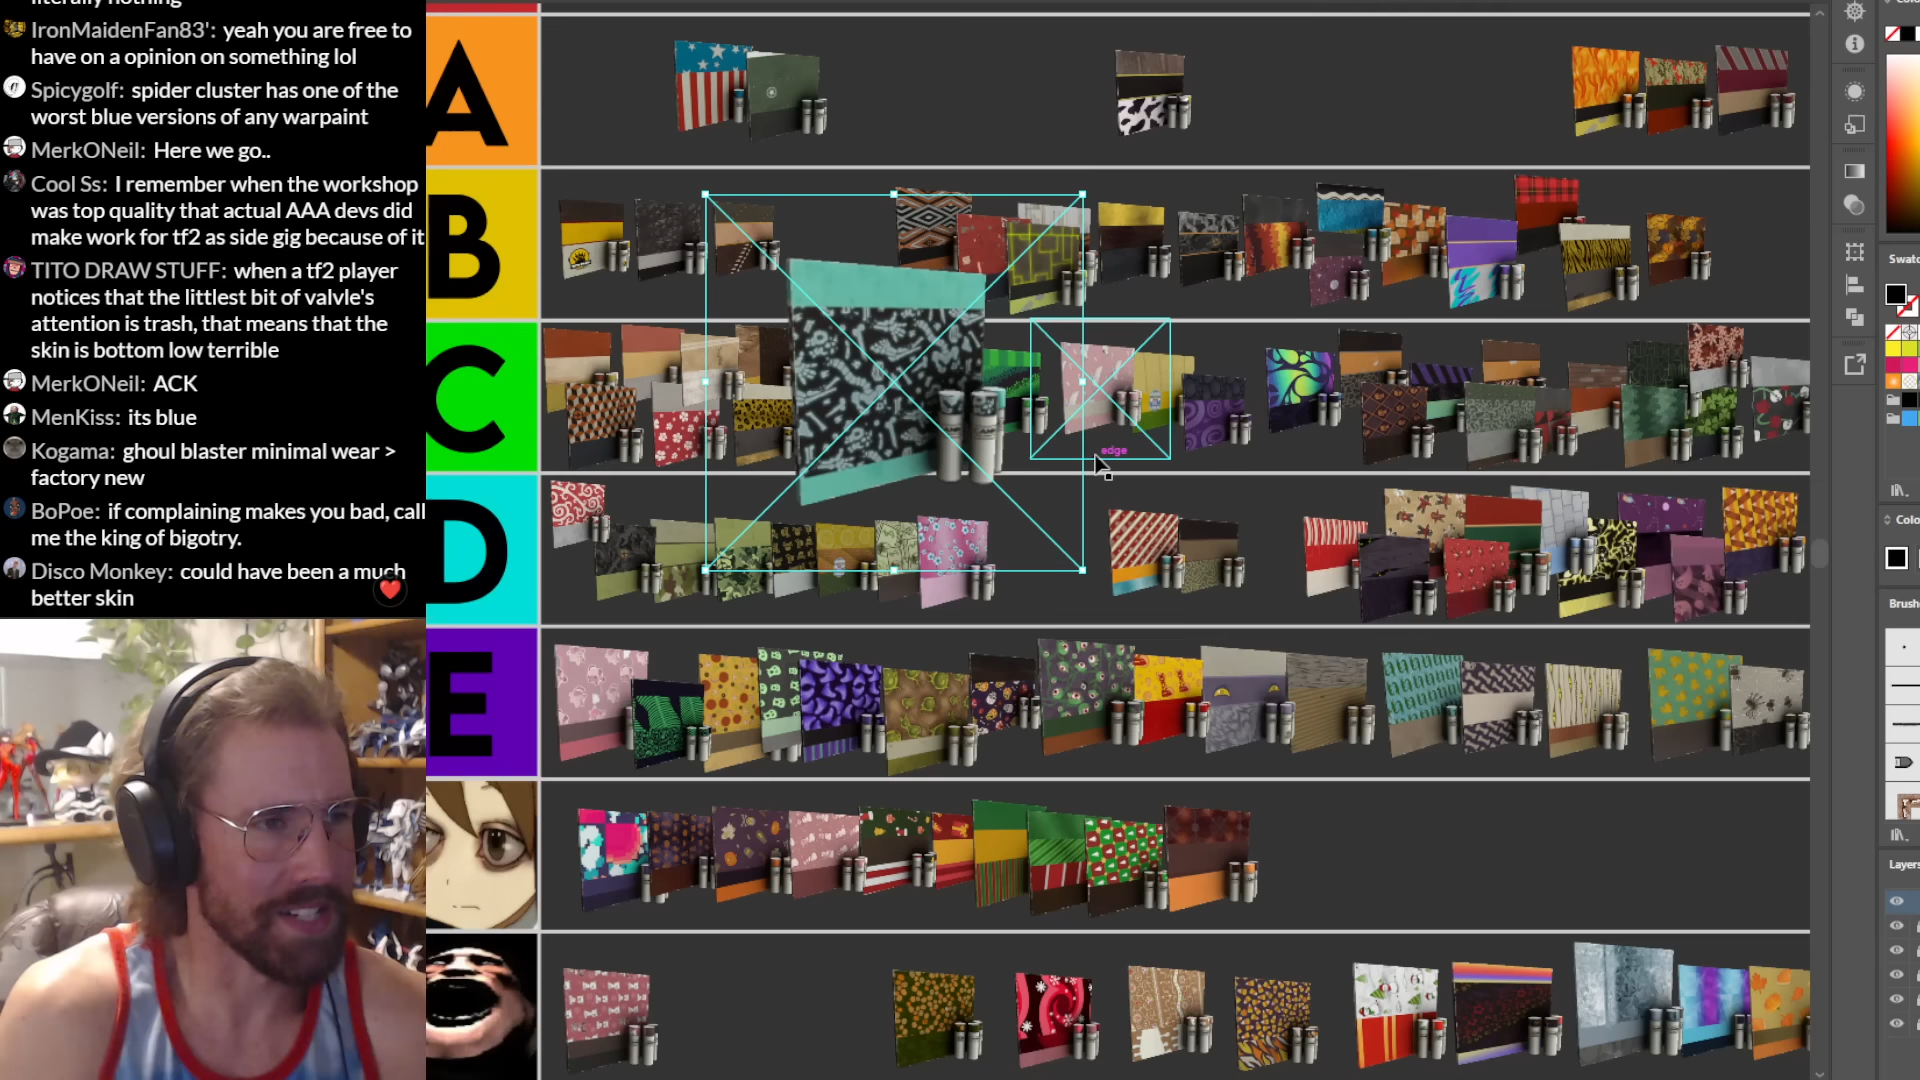 literally nothing
IronMaidenFan83': yeah you are free to
have on a opinion on something lol
Spicygolf: spider cluster has one of the
worst blue versions of any warpaint
MerkONeil: Here we go..
Cool Ss: I remember when the workshop
was top quality that actual AAA devs did
make work for tf2 as side gig because of it
TITO DRAW STUFF: when a tf2 player
notices that the littlest bit of valvle's
attention is trash, that means that the
skin is bottom low terrible
MerkONeil: ACK
MenKiss: its blue
Kogama: ghoul blaster minimal wear >
factory new
BoPoe: if complaining makes you bad, call
me the king of bigotry.
Disco Monkey: could have been a much
better skin
A
B
C
D
E
edge
Swatc
Colo
Brushe
Layers